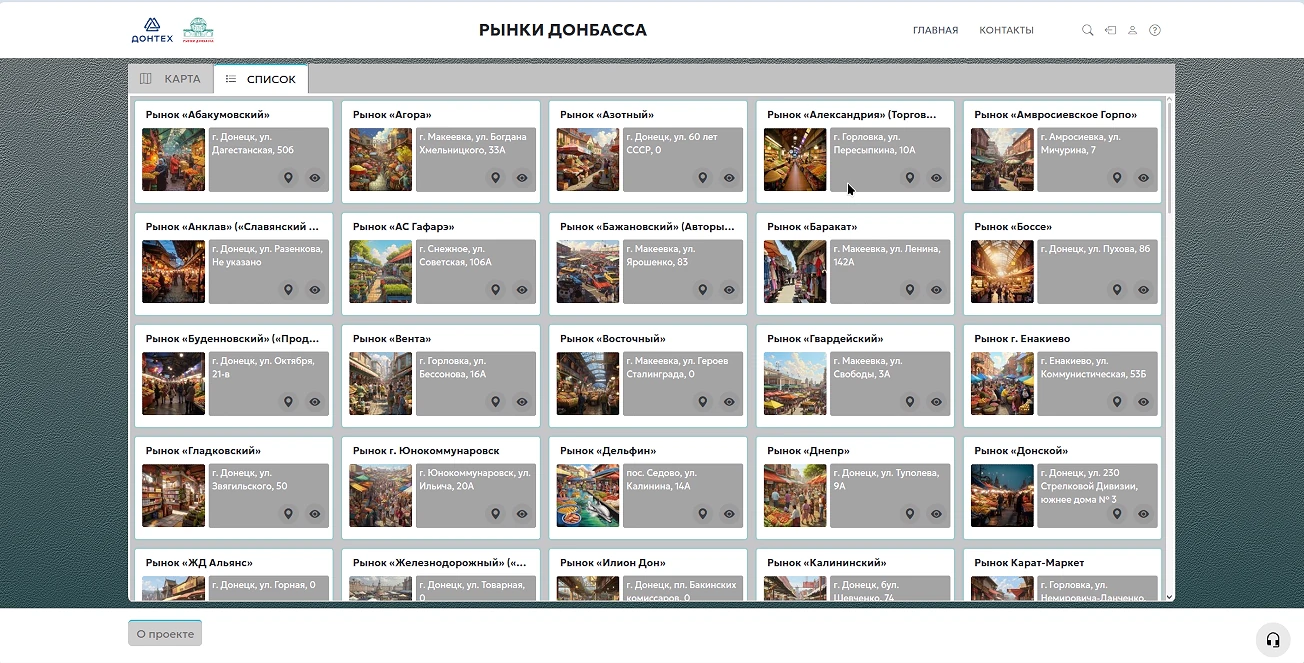 ДОНТЕХ
РЫНКИ ДОНБАССА
ГЛАВНАЯ
КОНТАКТЫ
КАРТА
СПИСОК
Рынок «Абакумовский»
г. Донецк, ул.
Дагестанская, 50б
Рынок «Агора»
г. Макеевка, ул. Богдана
Хмельницкого, 33А
Рынок «Азотный»
г. Донецк, ул. 60 лет
СССР, 0
Рынок «Александрия» (Торгов...
г. Горловка, ул.
Пересыпкина, 10А
Рынок «Амвросиевское Горпо»
г. Амросиевка, ул.
Мичурина, 7
Рынок «Анклав» («Славянский ...
г. Донецк, ул. Разенкова,
Не указано
Рынок «АС Гафарэ»
г. Снежное, ул.
Советская, 106А
Рынок «Бажановский» (Авторы...
г. Макеевка, ул.
Ярошенко, 83
Рынок «Баракат»
г. Макеевка, ул. Ленина,
142А
Рынок «Боссе»
г. Донецк, ул. Пухова, 8б
Рынок «Буденновский» («Прод...
г. Донецк, ул. Октября,
21-в
Рынок «Вента»
г. Горловка, ул.
Бессонова, 16А
Рынок «Восточный»
г. Макеевка, ул. Героев
Сталинграда, 0
Рынок «Гвардейский»
г. Макеевка, ул.
Свободы, 3А
Рынок г. Енакиево
г. Енакиево, ул.
Коммунистическая, 53Б
Рынок «Гладковский»
г. Донецк, ул.
Звягильского, 50
Рынок г. Юнокоммунаровск
г. Юнокоммунаровск, ул.
Ильича, 20А
Рынок «Дельфин»
пос. Седово, ул.
Калинина, 14А
Рынок «Днепр»
г. Донецк, ул. Туполева,
9А
Рынок «Донской»
г. Донецк, ул. 230
Стрелковой Дивизии,
южнее дома № 3
Рынок «ЖД Альянс»
г. Донецк, ул. Горная, 0
Рынок «Железнодорожный» («...
г. Донецк, ул. Товарная,
0
Рынок «Илион Дон»
г. Донецк, пл. Бакинских
комиссаров, 0
Рынок «Калининский»
г. Донецк, бул.
Шевченко, 74
Рынок Карат-Маркет
г. Горловка, ул.
Немировича-Данченко,
О проекте